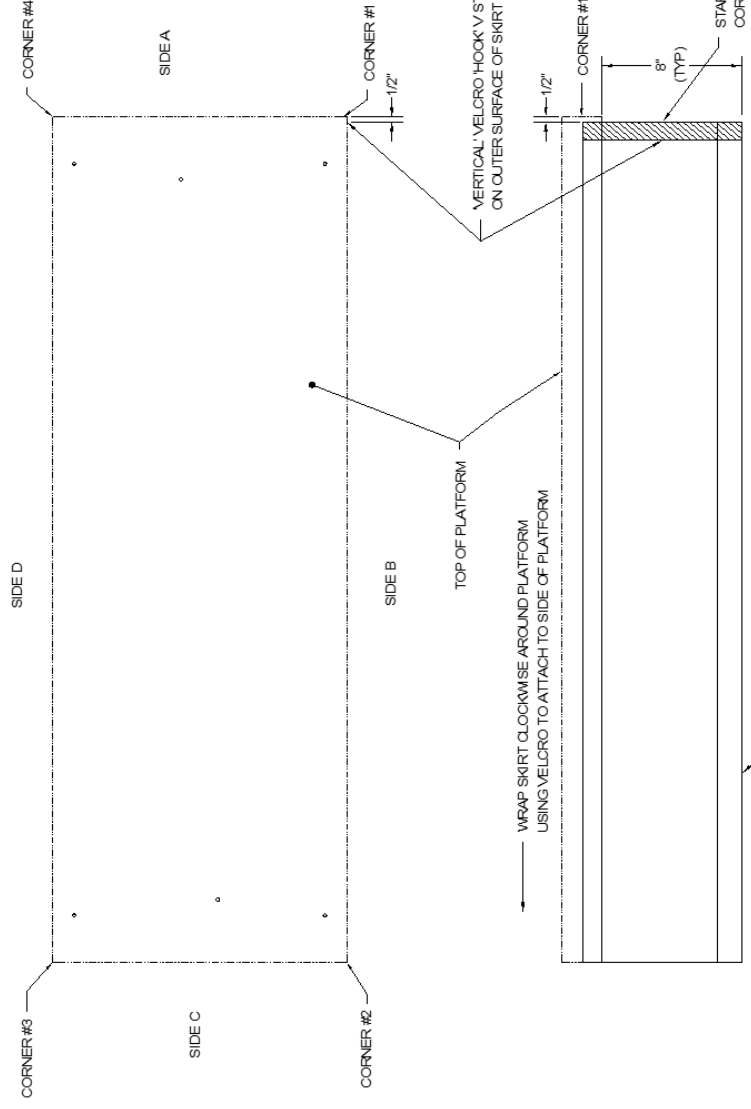 SIDE D
CORNER #3
CORNER #4
SIDE A
SIDE C
CORNER #2
CORNER #1
SIDE B
1/2"
TOP OF PLATFORM
'VERTICAL' VELCRO 'HOOK' V
ON OUTER SURFACE OF SKIRT
WRAP SKIRT CLOCKWISE AROUND PLATFORM
USING VELCRO TO ATTACH TO SIDE OF PLATFORM
1/2"
CORNER #1
8"
(TYP)